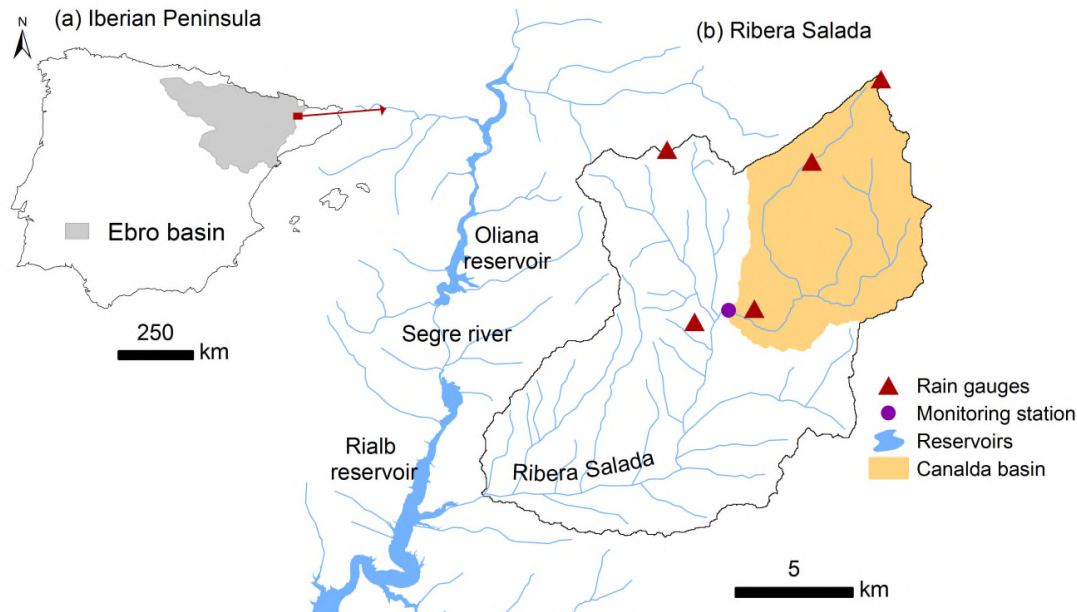 (a) Iberian Peninsula
N
Ebro basin
250
km
(b) Ribera Salada
Oliana
reservoir
Segre river
Rialb
reservoir
Ribera Salada
Rain gauges
Monitoring station
Reservoirs
Canalda basin
5
km